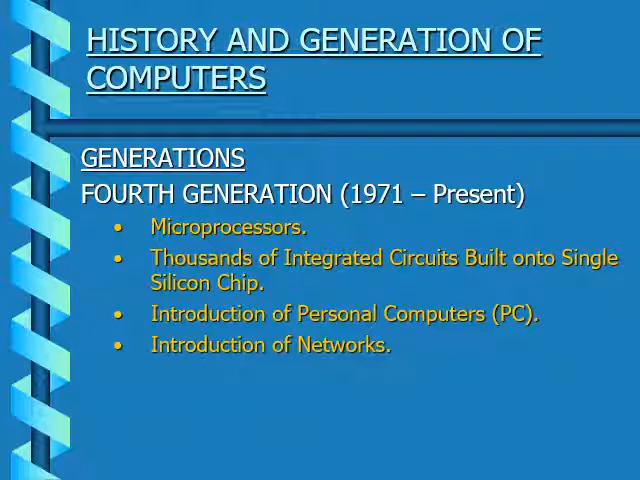 HISTORY AND GENERATION OF
COMPUTERS
GENERATIONS
FOURTH GENERATION (1971 – Present)
• Microprocessors.
• Thousands of Integrated Circuits Built onto Single
Silicon Chip.
• Introduction of Personal Computers (PC).
• Introduction of Networks.